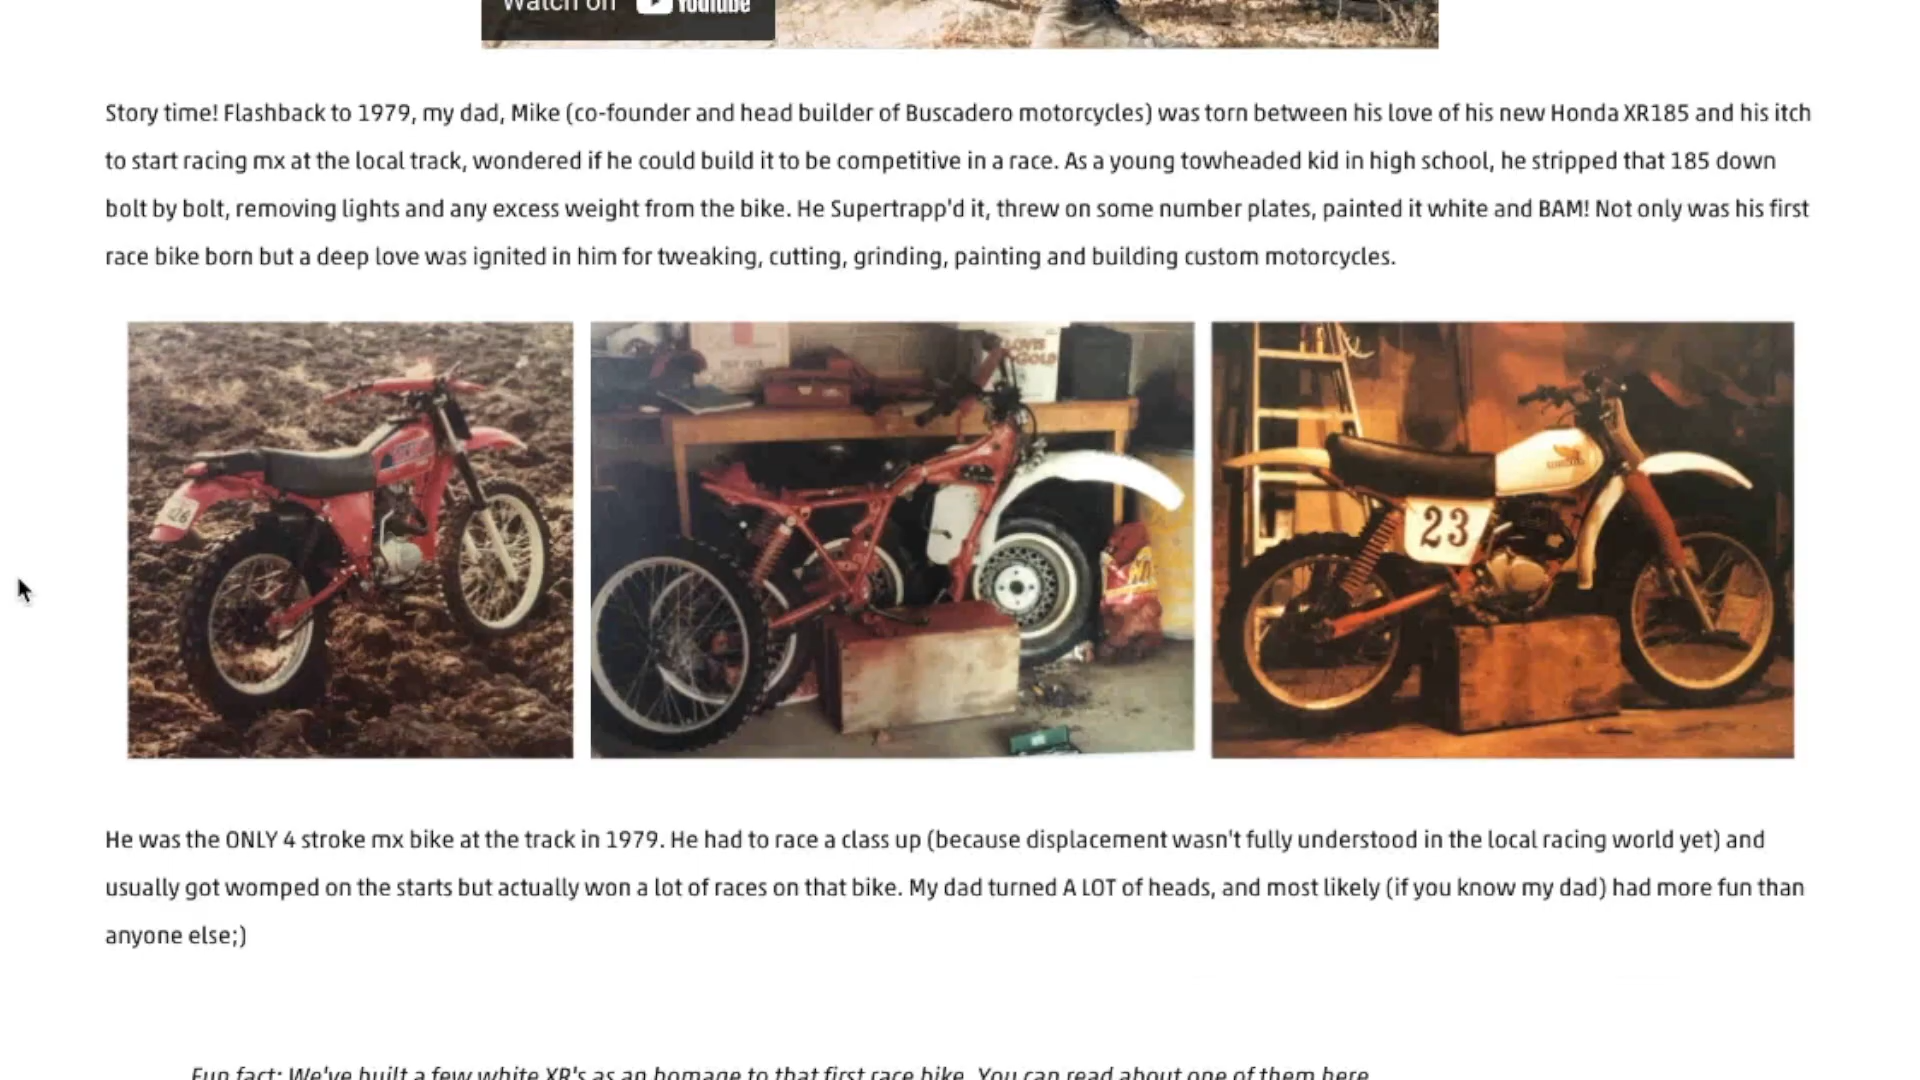 Watch on YouTube
Story time! Flashback to 1979, my dad, Mike (co-founder and head builder of Buscadero motorcycles) was torn between his love of his new Honda XR185 and his itch
to start racing mx at the local track, wondered if he could build it to be competitive in a race. As a young towheaded kid in high school, he stripped that 185 down
bolt by bolt, removing lights and any excess weight from the bike. He Supertrapp'd it, threw on some number plates, painted it white and BAM! Not only was his first
race bike born but a deep love was ignited in him for tweaking, cutting, grinding, painting and building custom motorcycles.
23
He was the ONLY 4 stroke mx bike at the track in 1979. He had to race a class up (because displacement wasn't fully understood in the local racing world yet) and
usually got womped on the starts but actually won a lot of races on that bike. My dad turned A LOT of heads, and most likely (if you know my dad) had more fun than
anyone else;)
Fun fact: We've built a few white XR's as an homage to that first race bike. You can read about one of them here